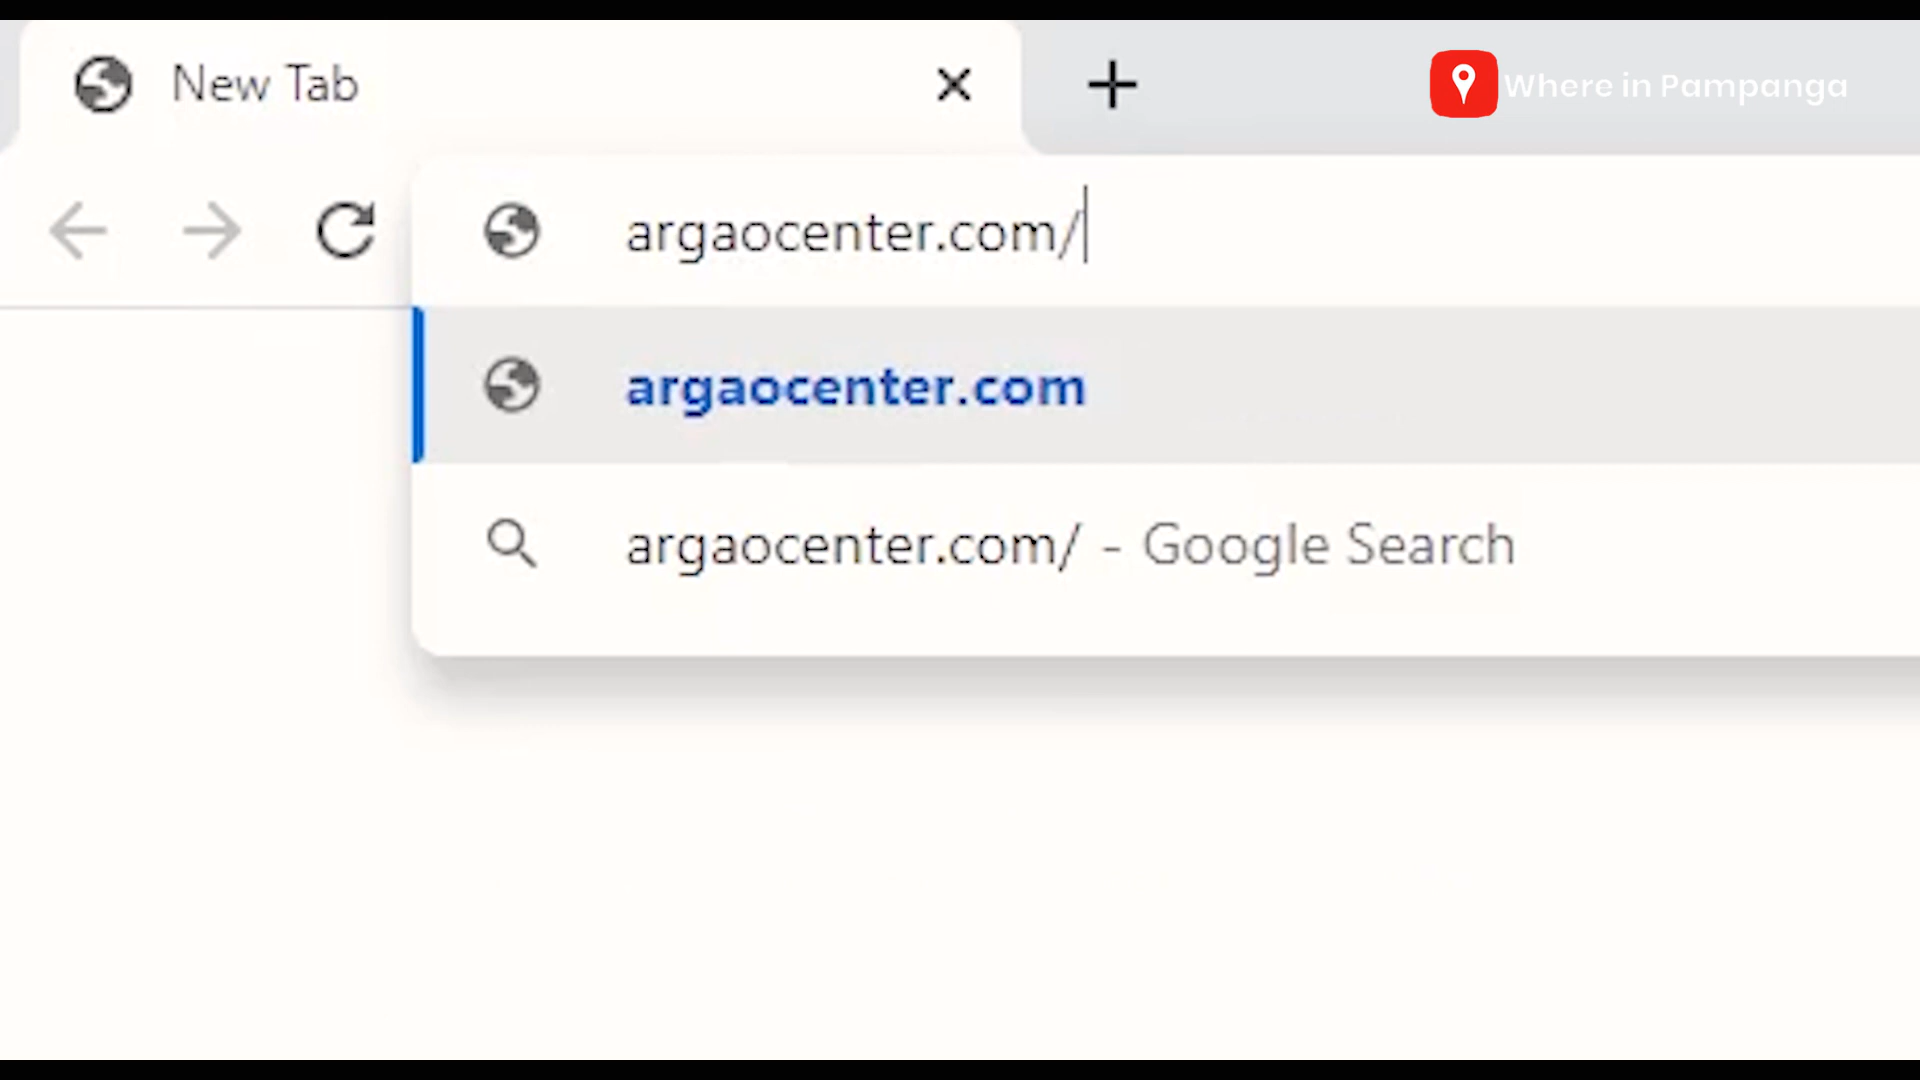 New Tab
Where in Pampanga
argaocenter.com/
argaocenter.com
argaocenter.com/ - Google Search